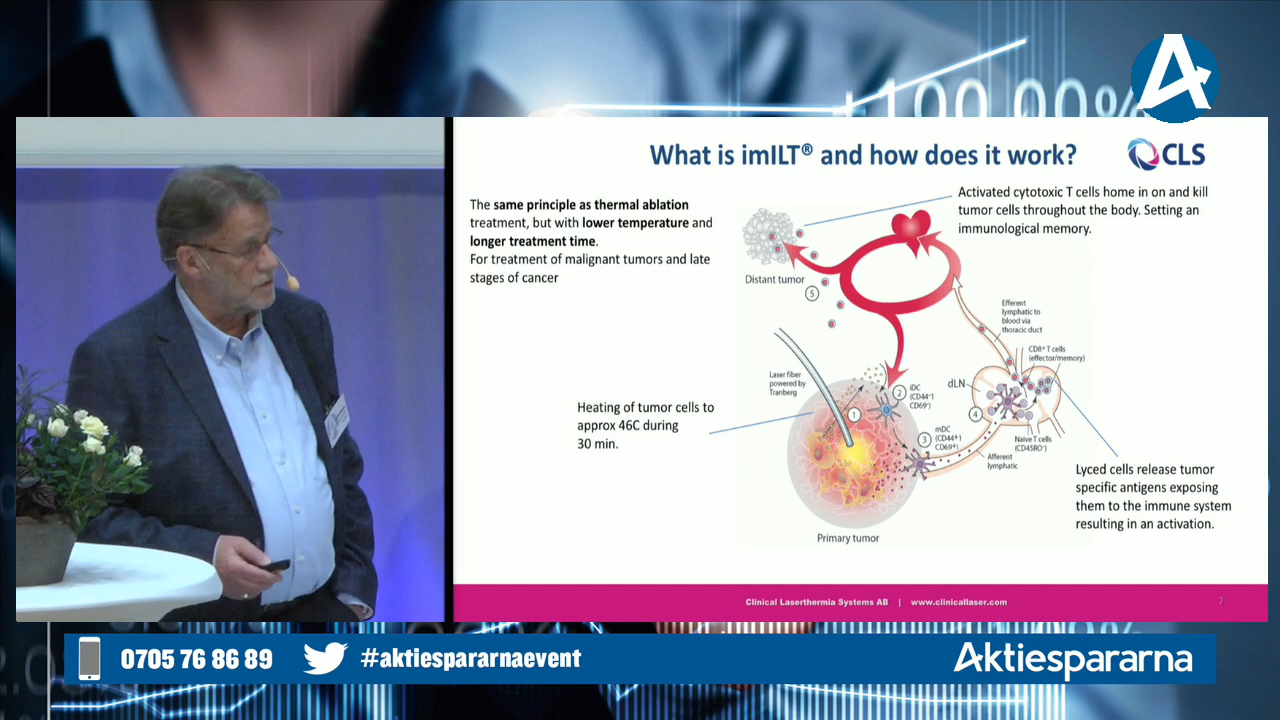 +100.00%
A
What is imILT® and how does it work?
CLS
The same principle as thermal ablation
treatment, but with lower temperature and
longer treatment time.
For treatment of malignant tumors and late
stages of cancer
Activated cytotoxic T cells home in on and kill
tumor cells throughout the body. Setting an
immunological memory.
Distant tumor
5
Efferent
lymphatic to
blood via
thoracic duct
CD8+ T cells
(effector/memory)
Laser fiber
powered by
Tranberg
2
iDC
(CD44+1
CD69-)
dLN
Heating of tumor cells to
approx 46C during
30 min.
1
4
3
mDC
(CD44+1
CD69+)
Naive T cells
(CD45RO-)
Afferent
lymphatic
Lyced cells release tumor
specific antigens exposing
them to the immune system
resulting in an activation.
Primary tumor
Clinical Laserthermia Systems AB | www.clinicallaser.com
7
0705 76 86 89
#aktiespararnaevent
Aktiespararna